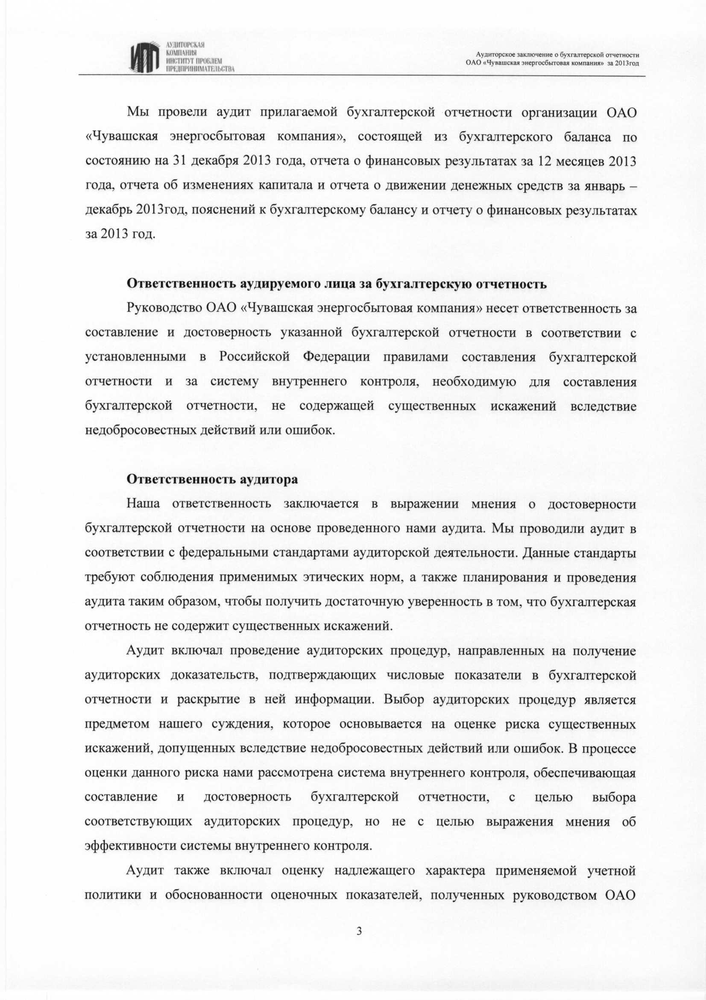 ИПП
АУДИТОРСКАЯ
КОМПАНИЯ
ИНСТИТУТ ПРОБЛЕМ
ПРЕДПРИНИМАТЕЛЬСТВА
Аудиторское заключение о бухгалтерской отчетности
ОАО «Чувашская энергосбытовая компания» за 2013год
Мы провели аудит прилагаемой бухгалтерской отчетности организации ОАО
«Чувашская энергосбытовая компания», состоящей из бухгалтерского баланса по
состоянию на 31 декабря 2013 года, отчета о финансовых результатах за 12 месяцев 2013
года, отчета об изменениях капитала и отчета о движении денежных средств за январь –
декабрь 2013год, пояснений к бухгалтерскому балансу и отчету о финансовых результатах
за 2013 год.
Ответственность аудируемого лица за бухгалтерскую отчетность
Руководство ОАО «Чувашская энергосбытовая компания» несет ответственность за
составление и достоверность указанной бухгалтерской отчетности в соответствии с
установленными в Российской Федерации правилами составления бухгалтерской
отчетности и за систему внутреннего контроля, необходимую для составления
бухгалтерской отчетности, не содержащей существенных искажений вследствие
недобросовестных действий или ошибок.
Ответственность аудитора
Наша ответственность заключается в выражении мнения о достоверности
бухгалтерской отчетности на основе проведенного нами аудита. Мы проводили аудит в
соответствии с федеральными стандартами аудиторской деятельности. Данные стандарты
требуют соблюдения применимых этических норм, а также планирования и проведения
аудита таким образом, чтобы получить достаточную уверенность в том, что бухгалтерская
отчетность не содержит существенных искажений.
Аудит включал проведение аудиторских процедур, направленных на получение
аудиторских доказательств, подтверждающих числовые показатели в бухгалтерской
отчетности и раскрытие в ней информации. Выбор аудиторских процедур является
предметом нашего суждения, которое основывается на оценке риска существенных
искажений, допущенных вследствие недобросовестных действий или ошибок. В процессе
оценки данного риска нами рассмотрена система внутреннего контроля, обеспечивающая
составление и достоверность бухгалтерской отчетности, с целью выбора
соответствующих аудиторских процедур, но не с целью выражения мнения об
эффективности системы внутреннего контроля.
Аудит также включал оценку надлежащего характера применяемой учетной
политики и обоснованности оценочных показателей, полученных руководством ОАО
3